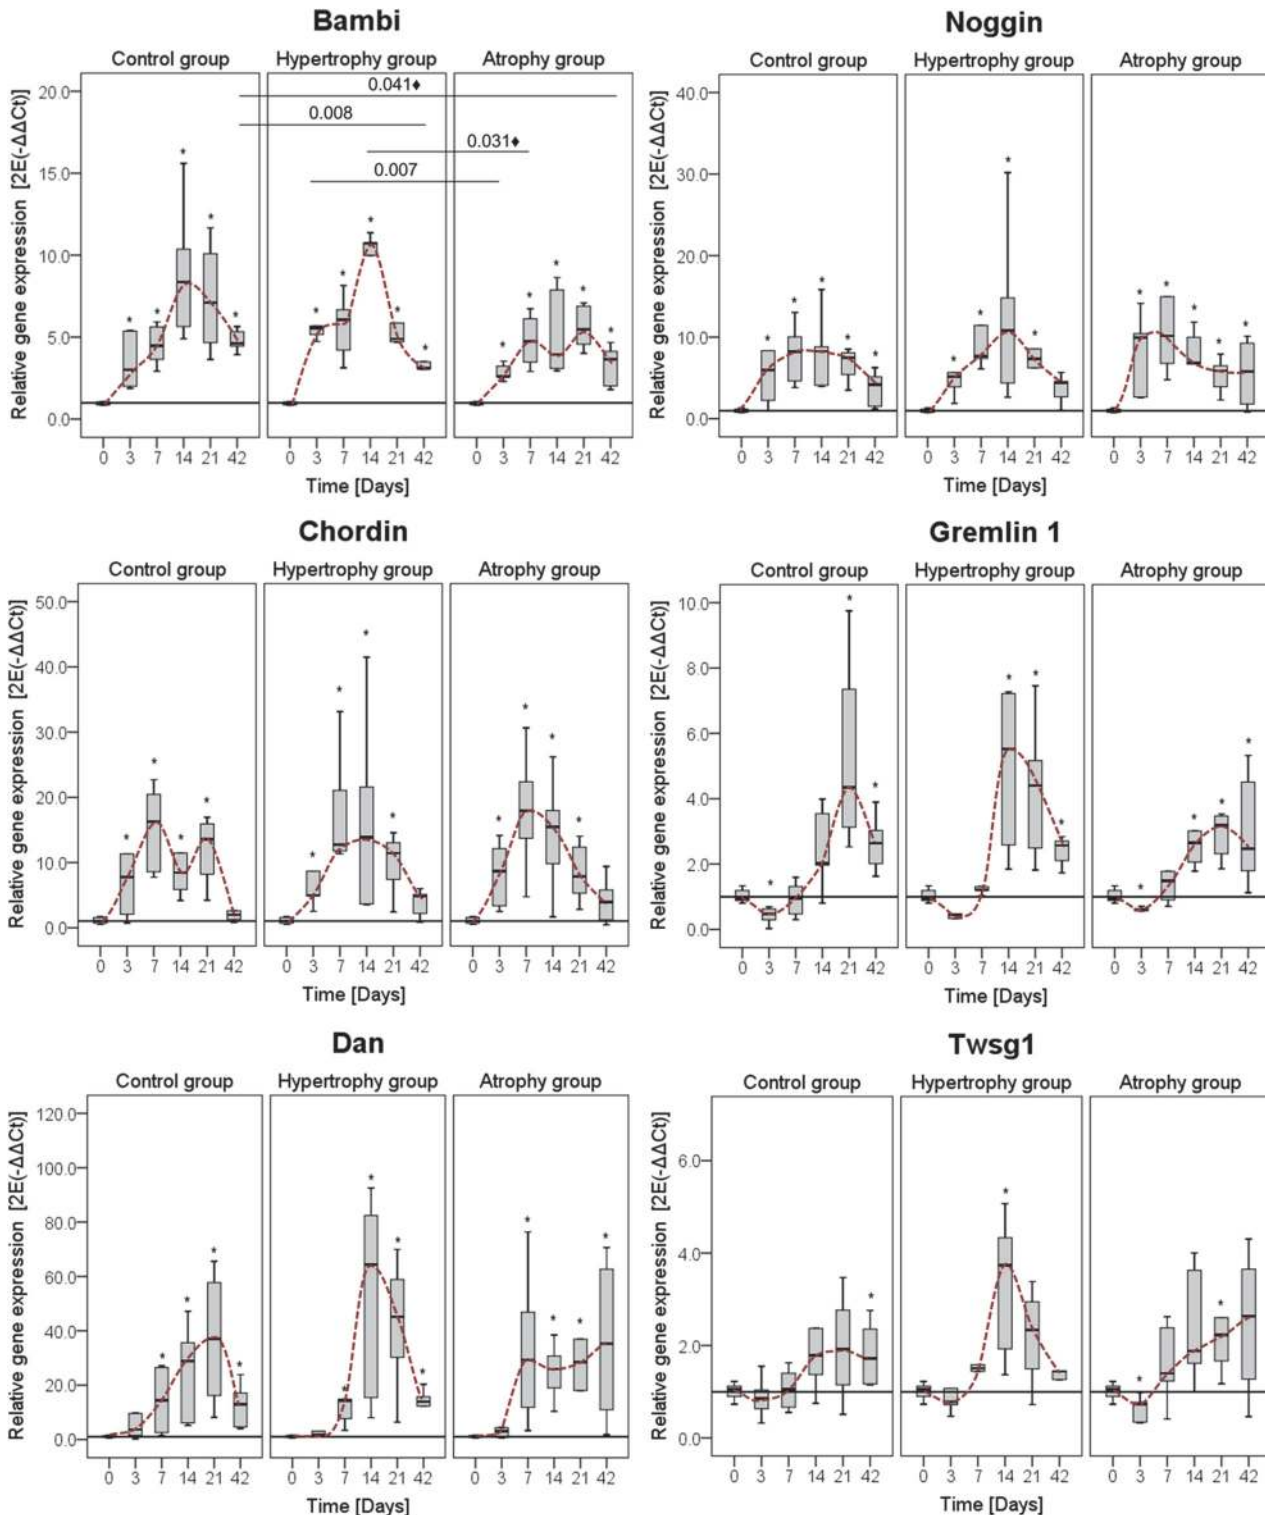 Bambi
Control group Hypertrophy group Atrophy group
Relative gene expression [2E(-ΔΔCt)]
20.0
15.0
10.0
5.0
0.0
0.041♦
0.008
0.031♦
0.007
* * * * *
* * * * *
* * * * *
0 3 7 14 21 42 0 3 7 14 21 42 0 3 7 14 21 42
Time [Days]
Noggin
Control group Hypertrophy group Atrophy group
Relative gene expression [2E(-ΔΔCt)]
40.0
30.0
20.0
10.0
0.0
* * * * *
* * * *
* * * * *
0 3 7 14 21 42 0 3 7 14 21 42 0 3 7 14 21 42
Time [Days]
Chordin
Control group Hypertrophy group Atrophy group
Relative gene expression [2E(-ΔΔCt)]
50.0
40.0
30.0
20.0
10.0
0.0
* * * *
* * * *
* * * *
0 3 7 14 21 42 0 3 7 14 21 42 0 3 7 14 21 42
Time [Days]
Gremlin 1
Control group Hypertrophy group Atrophy group
Relative gene expression [2E(-ΔΔCt)]
10.0
8.0
6.0
4.0
2.0
0.0
* * *
* * *
* * * *
0 3 7 14 21 42 0 3 7 14 21 42 0 3 7 14 21 42
Time [Days]
Dan
Control group Hypertrophy group Atrophy group
Relative gene expression [2E(-ΔΔCt)]
120.0
100.0
80.0
60.0
40.0
20.0
0.0
* * * *
* * * *
* * * *
0 3 7 14 21 42 0 3 7 14 21 42 0 3 7 14 21 42
Time [Days]
Twsg1
Control group Hypertrophy group Atrophy group
Relative gene expression [2E(-ΔΔCt)]
6.0
4.0
2.0
0.0
*
*
* *
0 3 7 14 21 42 0 3 7 14 21 42 0 3 7 14 21 42
Time [Days]